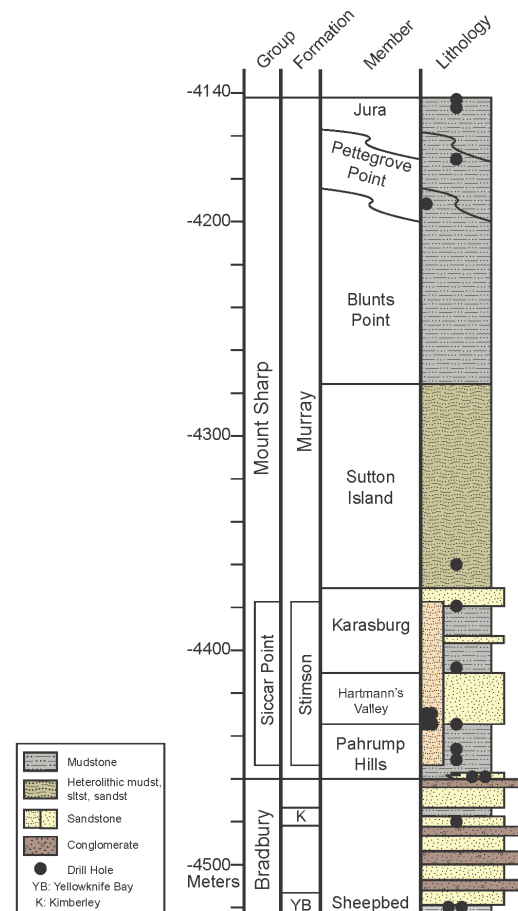 Group
Formation
Member
Lithology
-4140
Jura
Pettegrove
Point
-4200
Blunts
Point
Mount Sharp
Murray
-4300
Sutton
Island
Karasburg
-4400
Siccar Point
Stimson
Hartmann's
Valley
Pahrump
Hills
Bradbury
K
-4500
Meters
YB
Sheepbed
Mudstone
Heterolithic mudst,
sltst, sandst
Sandstone
Conglomerate
Drill Hole
YB: Yellowknife Bay
K: Kimberley